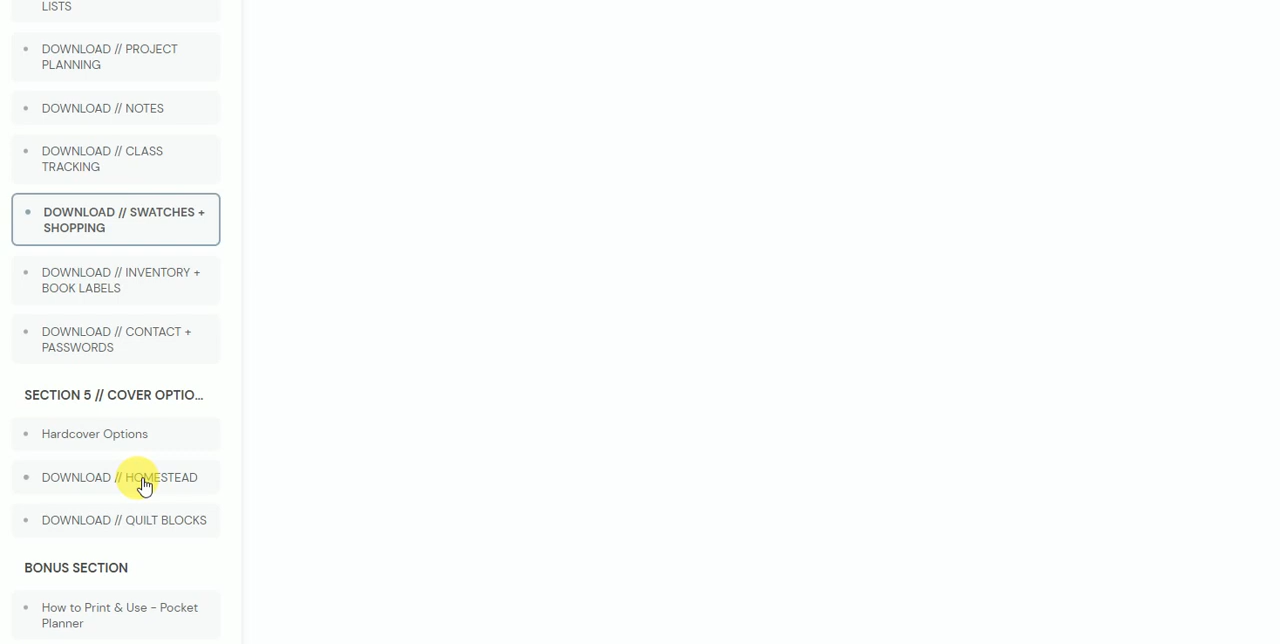 LISTS
DOWNLOAD // PROJECT
PLANNING
DOWNLOAD // NOTES
DOWNLOAD // CLASS
TRACKING
DOWNLOAD // SWATCHES +
SHOPPING
DOWNLOAD // INVENTORY +
BOOK LABELS
DOWNLOAD // CONTACT +
PASSWORDS
SECTION 5 // COVER OPTIO...
Hardcover Options
DOWNLOAD // HOMESTEAD
DOWNLOAD // QUILT BLOCKS
BONUS SECTION
How to Print & Use - Pocket
Planner